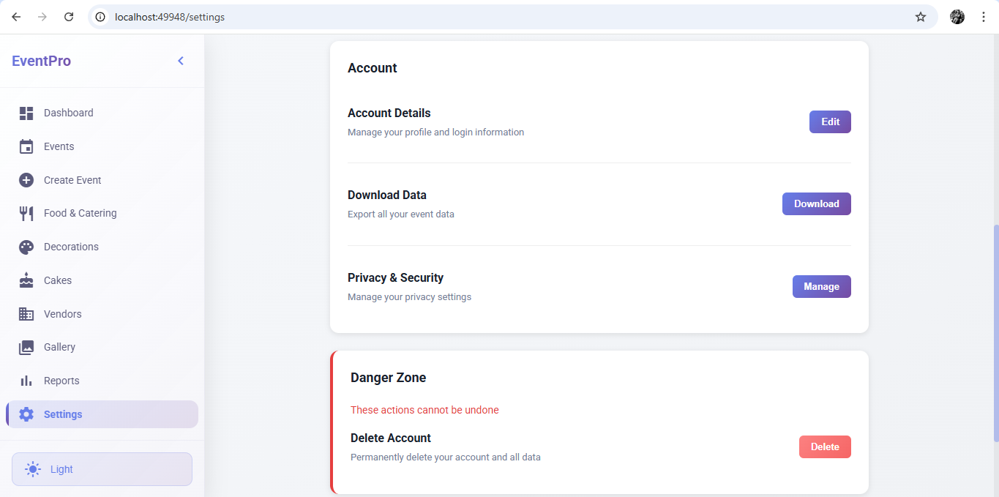 localhost:49948/settings
EventPro
Dashboard
Events
Create Event
Food & Catering
Decorations
Cakes
Vendors
Gallery
Reports
Settings
Light
Account
Account Details
Manage your profile and login information
Edit
Download Data
Export all your event data
Download
Privacy & Security
Manage your privacy settings
Manage
Danger Zone
These actions cannot be undone
Delete Account
Permanently delete your account and all data
Delete